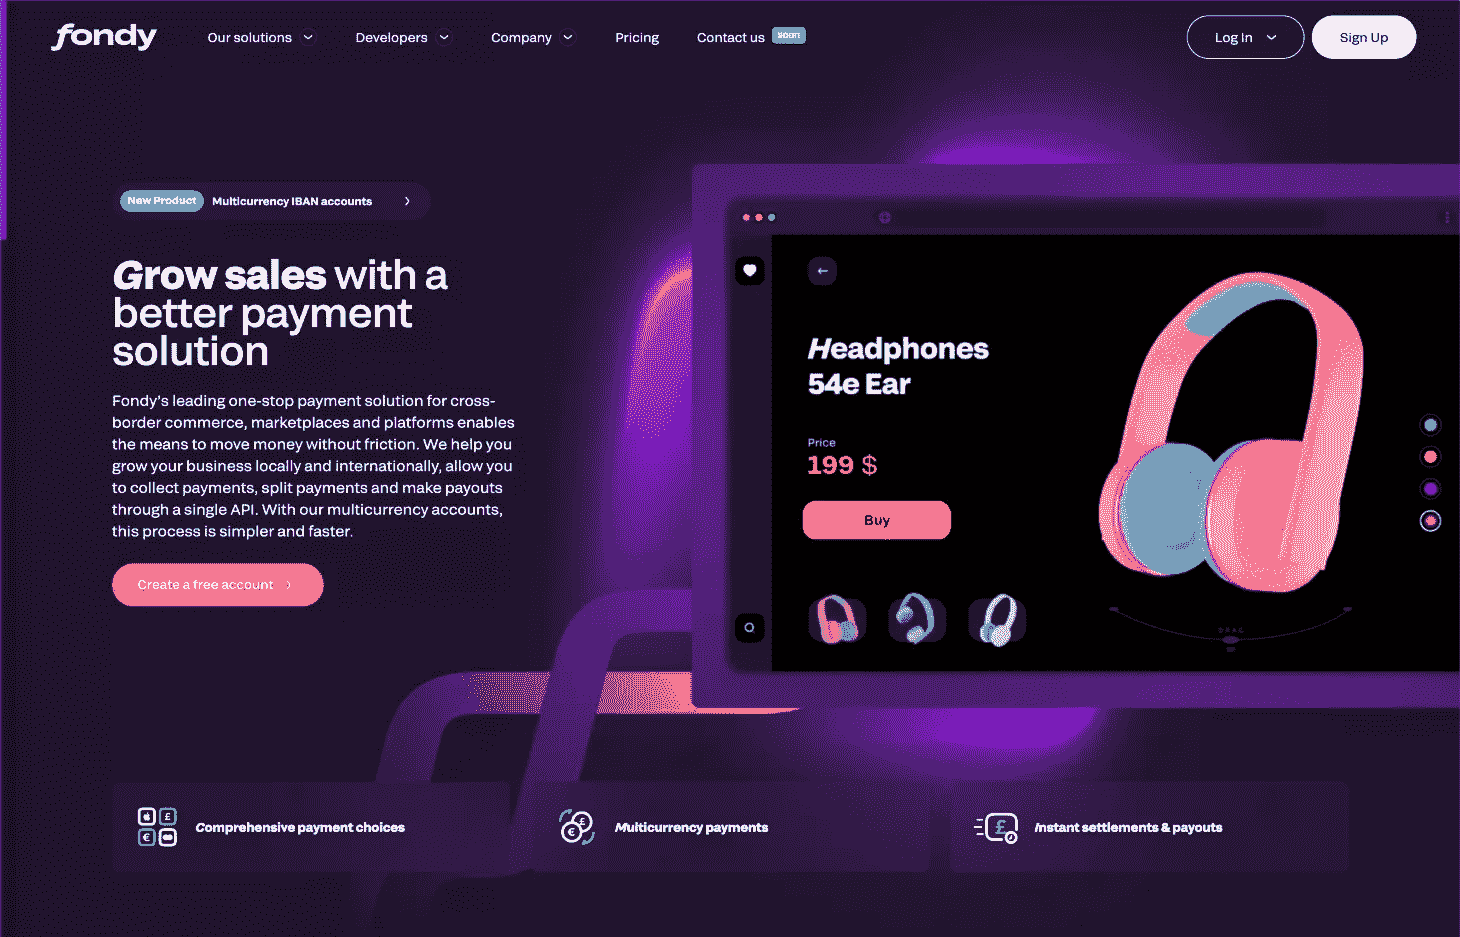 fondy
Our solutions
Developers
Company
Pricing
Contact us
soon
Log In
Sign Up
New Product Multicurrency IBAN accounts
Grow sales with a
better payment
solution
Fondy's leading one-stop payment solution for cross-
border commerce, marketplaces and platforms enables
the means to move money without friction. We help you
grow your business locally and internationally, allow you
to collect payments, split payments and make payouts
through a single API. With our multicurrency accounts,
this process is simpler and faster.
Create a free account
Headphones
54e Ear
Price
199 $
Buy
Comprehensive payment choices
Multicurrency payments
Instant settlements & payouts